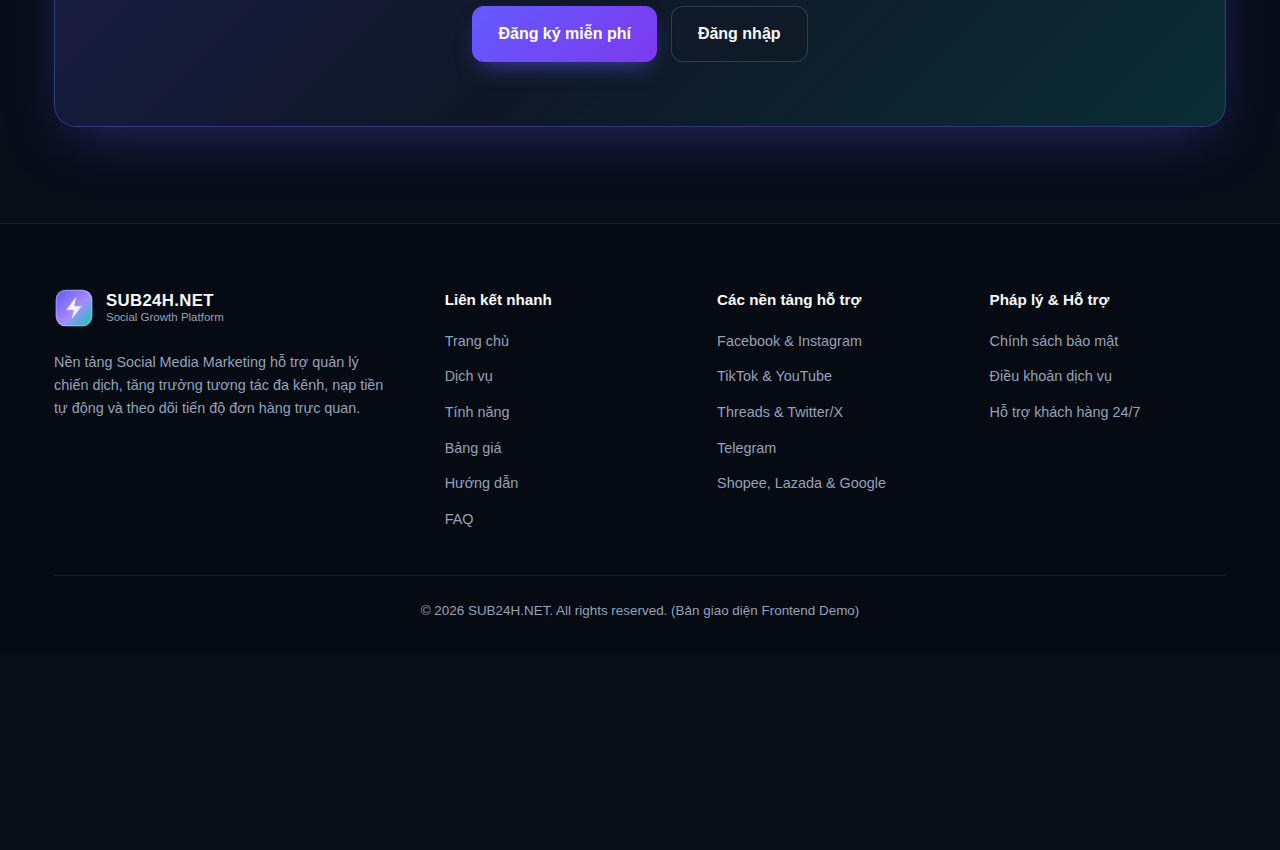 Đăng ký miễn phí
Đăng nhập
SUB24H.NET
Social Growth Platform
Nền tảng Social Media Marketing hỗ trợ quản lý
chiến dịch, tăng trưởng tương tác đa kênh, nạp tiền
tự động và theo dõi tiến độ đơn hàng trực quan.
Liên kết nhanh
Trang chủ
Dịch vụ
Tính năng
Bảng giá
Hướng dẫn
FAQ
Các nền tảng hỗ trợ
Facebook & Instagram
TikTok & YouTube
Threads & Twitter/X
Telegram
Shopee, Lazada & Google
Pháp lý & Hỗ trợ
Chính sách bảo mật
Điều khoản dịch vụ
Hỗ trợ khách hàng 24/7
© 2026 SUB24H.NET. All rights reserved. (Bản giao diện Frontend Demo)